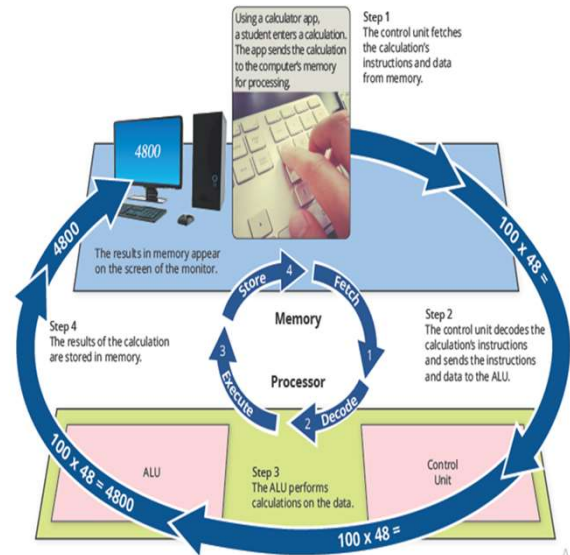 Using a calculator app,
a student enters a calculation.
The app sends the calculation
to the computer's memory
for processing.
Step 1
The control unit fetches
the calculation's
instructions and data
from memory.
4800
4800
The results in memory appear
on the screen of the monitor.
100 x 48 =
Step 2
The control unit decodes the
calculation's instructions
and sends the instructions
and data to the ALU.
Step 4
The results of the calculation
are stored in memory.
Store
4
Fetch
Memory
3
1
Processor
Execute
2
Decode
ALU
Step 3
The ALU performs
calculations on the data.
Control
Unit
100 x 48 = 4800
100 x 48 =